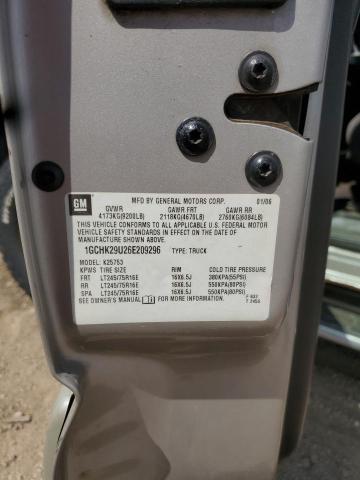 GM
MFD BY GENERAL MOTORS CORP. 01/06
GVWR GAWR FRT GAWR RR
4173KG(9200LB) 2118KG(4670LB) 2760KG(6084LB)
THIS VEHICLE CONFORMS TO ALL APPLICABLE U.S. FEDERAL MOTOR
VEHICLE SAFETY STANDARDS IN EFFECT ON THE DATE OF
MANUFACTURE SHOWN ABOVE.
1GCHK29U26E209296 TYPE: TRUCK
MODEL: K25753
KPWS TIRE SIZE RIM COLD TIRE PRESSURE
FRT LT245/75R16E 16X6.5J 380KPA(55PSI)
RR LT245/75R16E 16X6.5J 550KPA(80PSI)
SPA LT245/75R16E 16X6.5J 550KPA(80PSI)
SEE OWNER'S MANUAL FOR MORE INFORMATION.